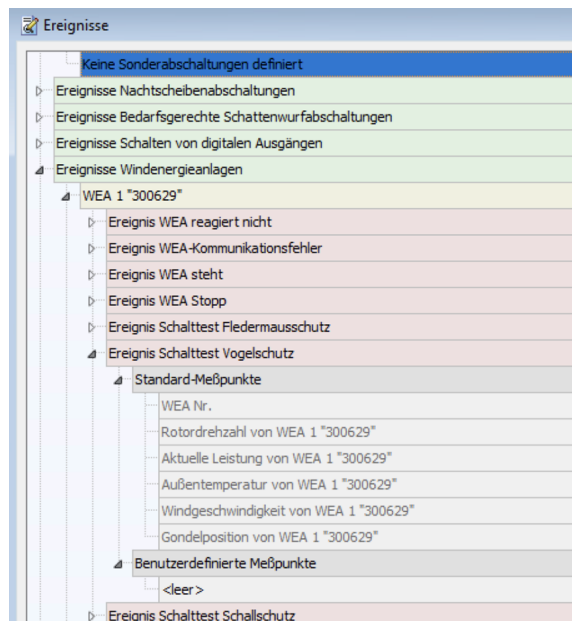 Ereignisse
Keine Sonderabschaltungen definiert
Ereignisse Nachtscheibenabschaltungen
Ereignisse Bedarfsgerechte Schattenwurfabschaltungen
Ereignisse Schalten von digitalen Ausgängen
Ereignisse Windenergieanlagen
WEA 1 "300629"
Ereignis WEA reagiert nicht
Ereignis WEA-Kommunikationsfehler
Ereignis WEA steht
Ereignis WEA Stopp
Ereignis Schalttest Fledermausschutz
Ereignis Schalttest Vogelschutz
Standard-Meßpunkte
WEA Nr.
Rotordrehzahl von WEA 1 "300629"
Aktuelle Leistung von WEA 1 "300629"
Außentemperatur von WEA 1 "300629"
Windgeschwindigkeit von WEA 1 "300629"
Gondelposition von WEA 1 "300629"
Benutzerdefinierte Meßpunkte
<leer>
Ereignis Schalttest Schallschutz